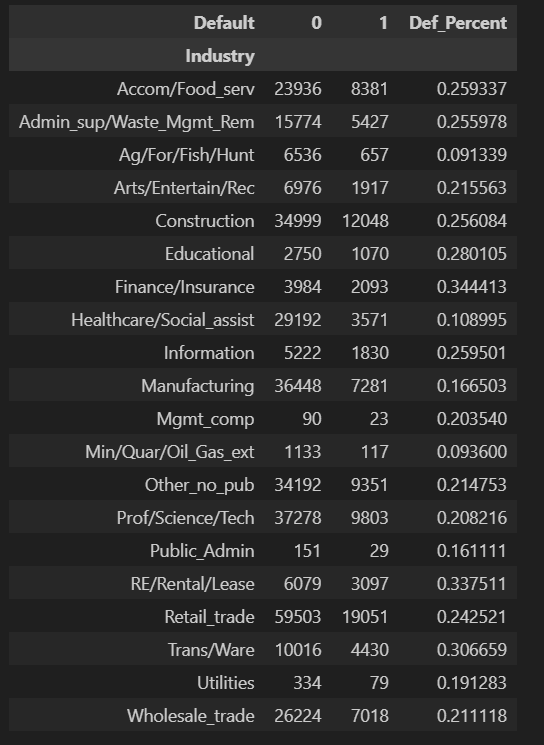 Default 0 1 Def_Percent
Industry
Accom/Food_serv 23936 8381 0.259337
Admin_sup/Waste_Mgmt_Rem 15774 5427 0.255978
Ag/For/Fish/Hunt 6536 657 0.091339
Arts/Entertain/Rec 6976 1917 0.215563
Construction 34999 12048 0.256084
Educational 2750 1070 0.280105
Finance/Insurance 3984 2093 0.344413
Healthcare/Social_assist 29192 3571 0.108995
Information 5222 1830 0.259501
Manufacturing 36448 7281 0.166503
Mgmt_comp 90 23 0.203540
Min/Quar/Oil_Gas_ext 1133 117 0.093600
Other_no_pub 34192 9351 0.214753
Prof/Science/Tech 37278 9803 0.208216
Public_Admin 151 29 0.161111
RE/Rental/Lease 6079 3097 0.337511
Retail_trade 59503 19051 0.242521
Trans/Ware 10016 4430 0.306659
Utilities 334 79 0.191283
Wholesale_trade 26224 7018 0.211118